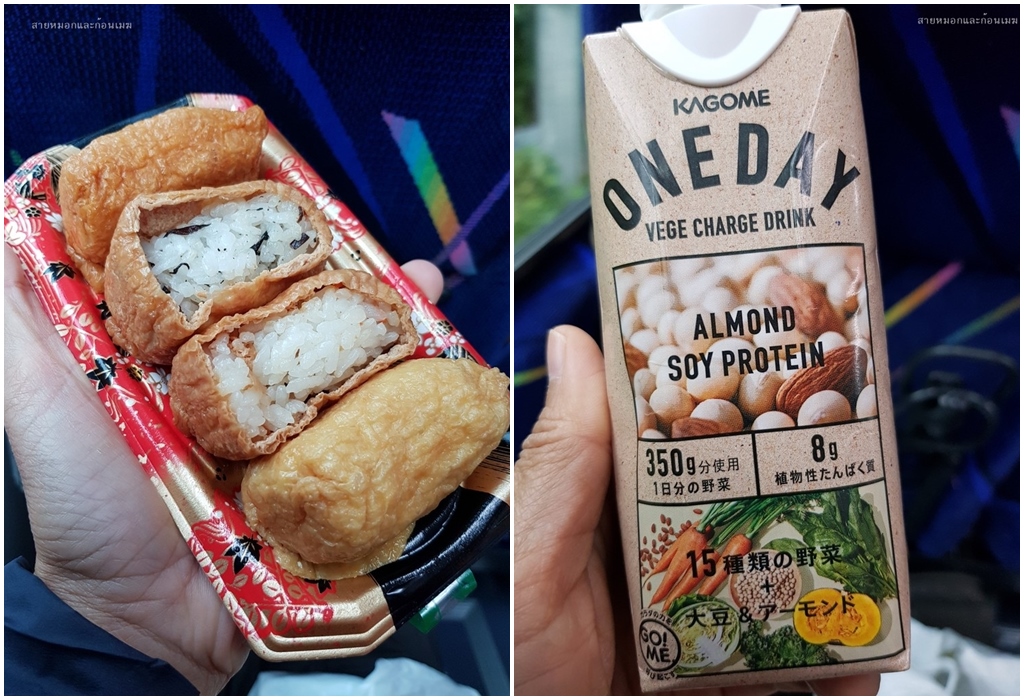 สายหมอกและก้อนเมฆ
สายหมอกและก้อนเมฆ
KAGOME
ONEDAY
VEGE CHARGE DRINK
ALMOND
SOY PROTEIN
350g分使用
1日分の野菜
8g
植物性たんぱく質
15種類の野菜
+
大豆&アーモンド
GO!
ME.